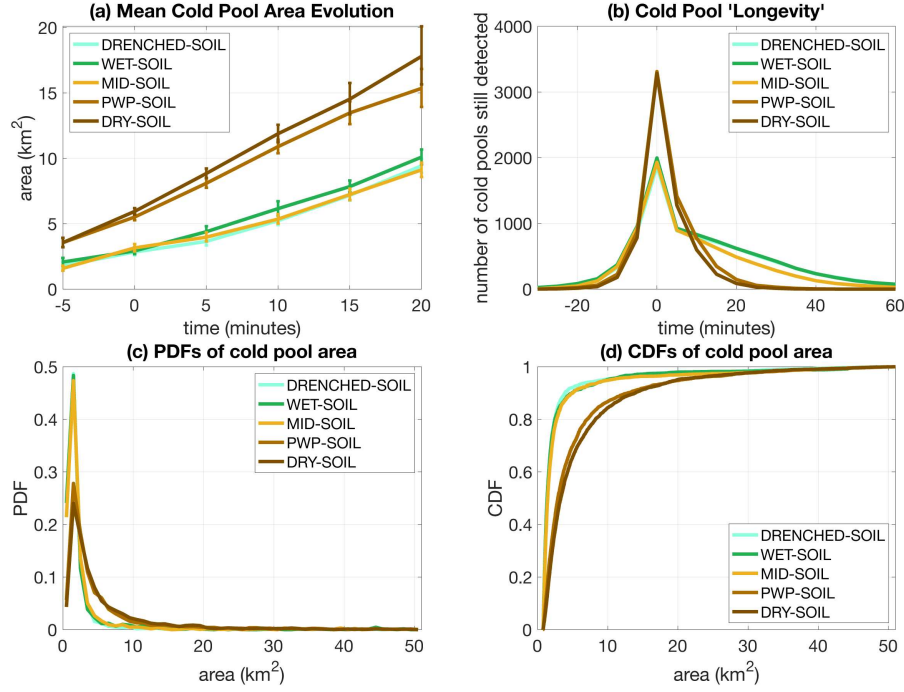 (a) Mean Cold Pool Area Evolution
20
15
10
5
0
area (km2)
-5 0 5 10 15 20
time (minutes)
DRENCHED-SOIL
WET-SOIL
MID-SOIL
PWP-SOIL
DRY-SOIL
(b) Cold Pool 'Longevity'
4000
3000
2000
1000
0
number of cold pools still detected
-20 0 20 40 60
time (minutes)
DRENCHED-SOIL
WET-SOIL
MID-SOIL
PWP-SOIL
DRY-SOIL
(c) PDFs of cold pool area
0.5
0.4
0.3
0.2
0.1
0
PDF
0 10 20 30 40 50
area (km2)
DRENCHED-SOIL
WET-SOIL
MID-SOIL
PWP-SOIL
DRY-SOIL
(d) CDFs of cold pool area
1
0.8
0.6
0.4
0.2
0
CDF
0 10 20 30 40 50
area (km2)
DRENCHED-SOIL
WET-SOIL
MID-SOIL
PWP-SOIL
DRY-SOIL